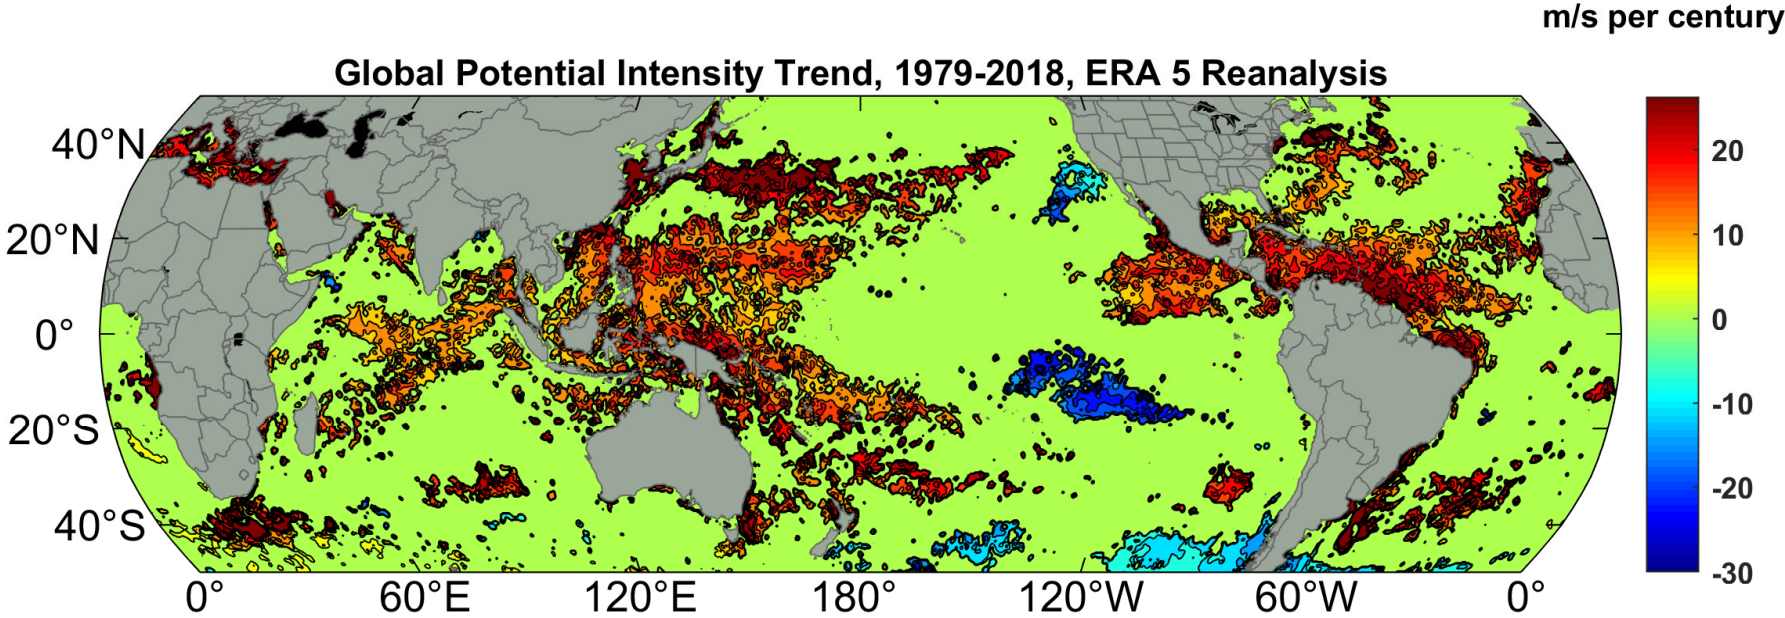 m/s per century
Global Potential Intensity Trend, 1979-2018, ERA 5 Reanalysis
40°N
20°N
0°
20°S
40°S
0°
60°E
120°E
180°
120°W
60°W
0°
20
10
0
-10
-20
-30